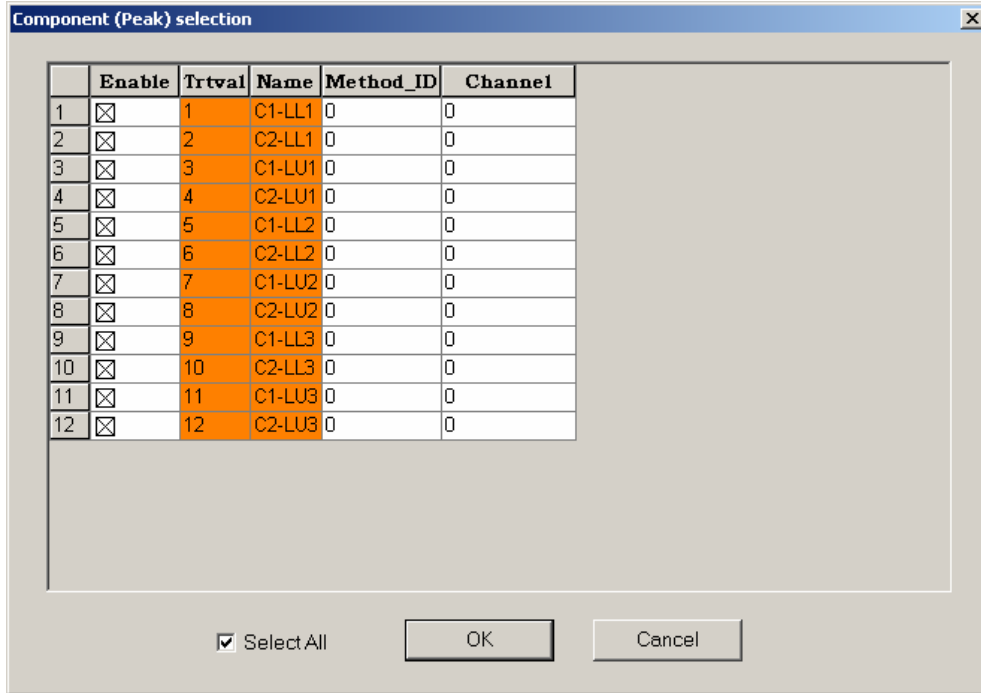 Component (Peak) selection
Enable Trtval Name Method_ID Channel
1 1 C1-LL1 0 0
2 2 C2-LL1 0 0
3 3 C1-LU1 0 0
4 4 C2-LU1 0 0
5 5 C1-LL2 0 0
6 6 C2-LL2 0 0
7 7 C1-LU2 0 0
8 8 C2-LU2 0 0
9 9 C1-LL3 0 0
10 10 C2-LL3 0 0
11 11 C1-LU3 0 0
12 12 C2-LU3 0 0
Select All OK Cancel